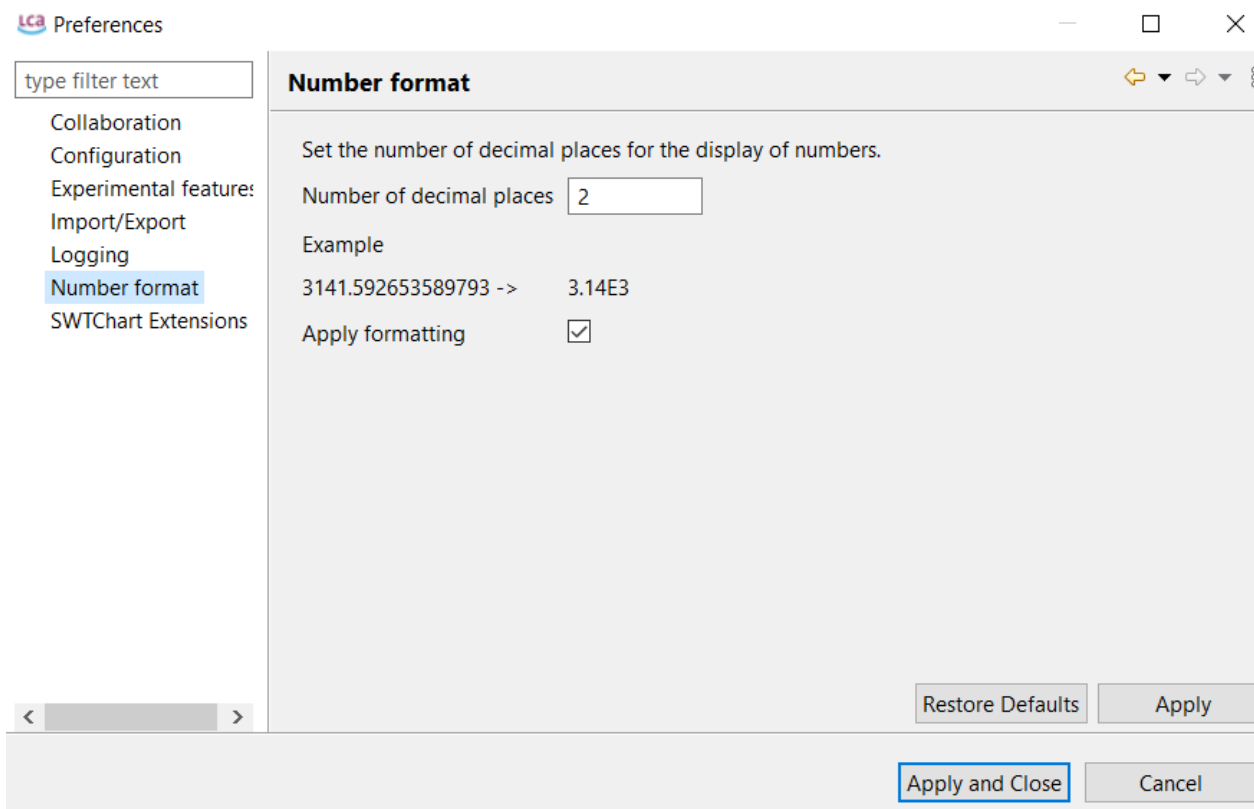 LCA Preferences
type filter text
Number format
Collaboration
Configuration
Experimental features
Import/Export
Logging
Number format
SWTChart Extensions
Set the number of decimal places for the display of numbers.
Number of decimal places 2
Example
3141.592653589793 -> 3.14E3
Apply formatting
Restore Defaults Apply
Apply and Close Cancel